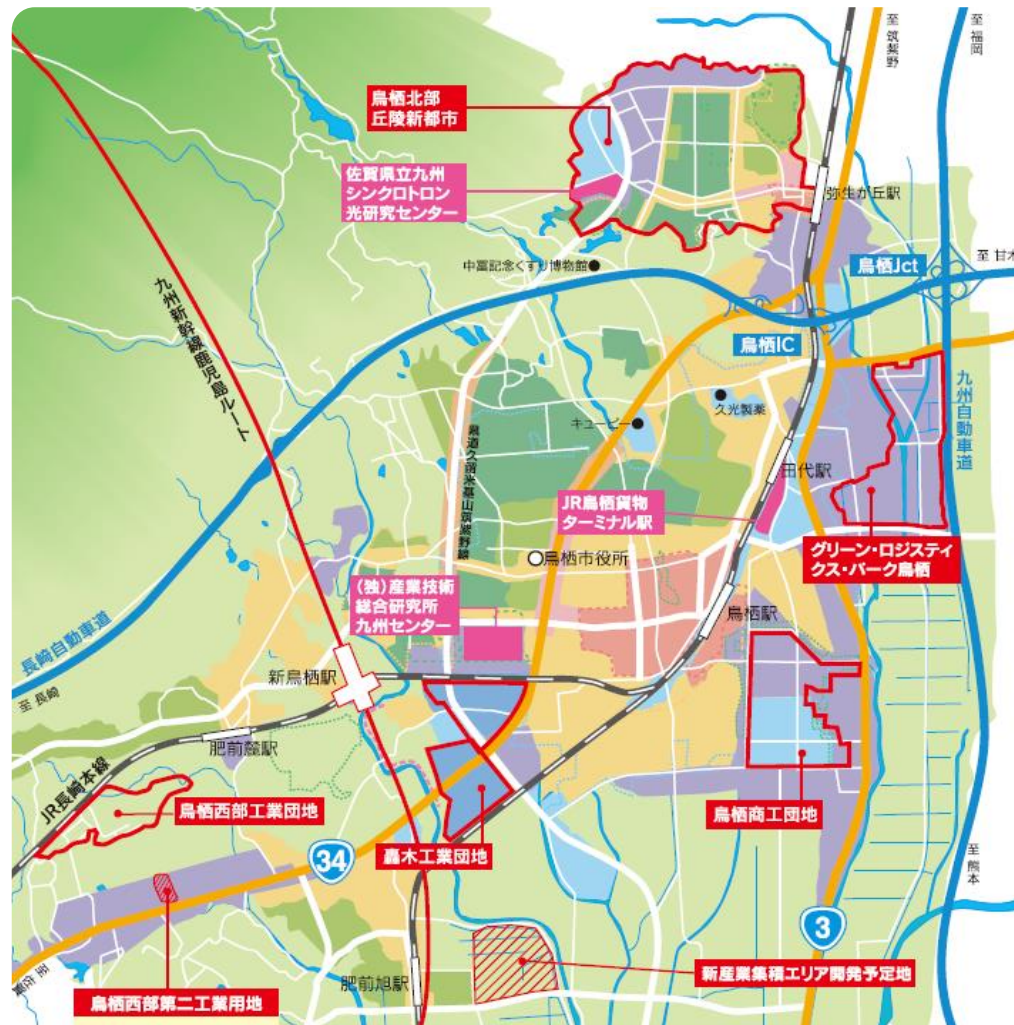 至 筑紫野
至 福岡
鳥栖北部
丘陵新都市
佐賀県立九州
シンクロトロン
光研究センター
弥生が丘駅
中冨記念くすり博物館
鳥栖Jct
至 甘木
九州新幹線鹿児島ルート
鳥栖IC
九州自動車道
久光製薬
キューピー
県道久留米基山筑紫野線
田代駅
JR鳥栖貨物
ターミナル駅
グリーン・ロジスティ
クス・パーク鳥栖
鳥栖市役所
(独)産業技術
総合研究所
九州センター
鳥栖駅
長崎自動車道
至 長崎
新鳥栖駅
肥前麓駅
JR長崎本線
鳥栖西部工業団地
34
轟木工業団地
鳥栖商工団地
至 熊本
3
至 佐賀
新産業集積エリア開発予定地
肥前旭駅
鳥栖西部第二工業用地